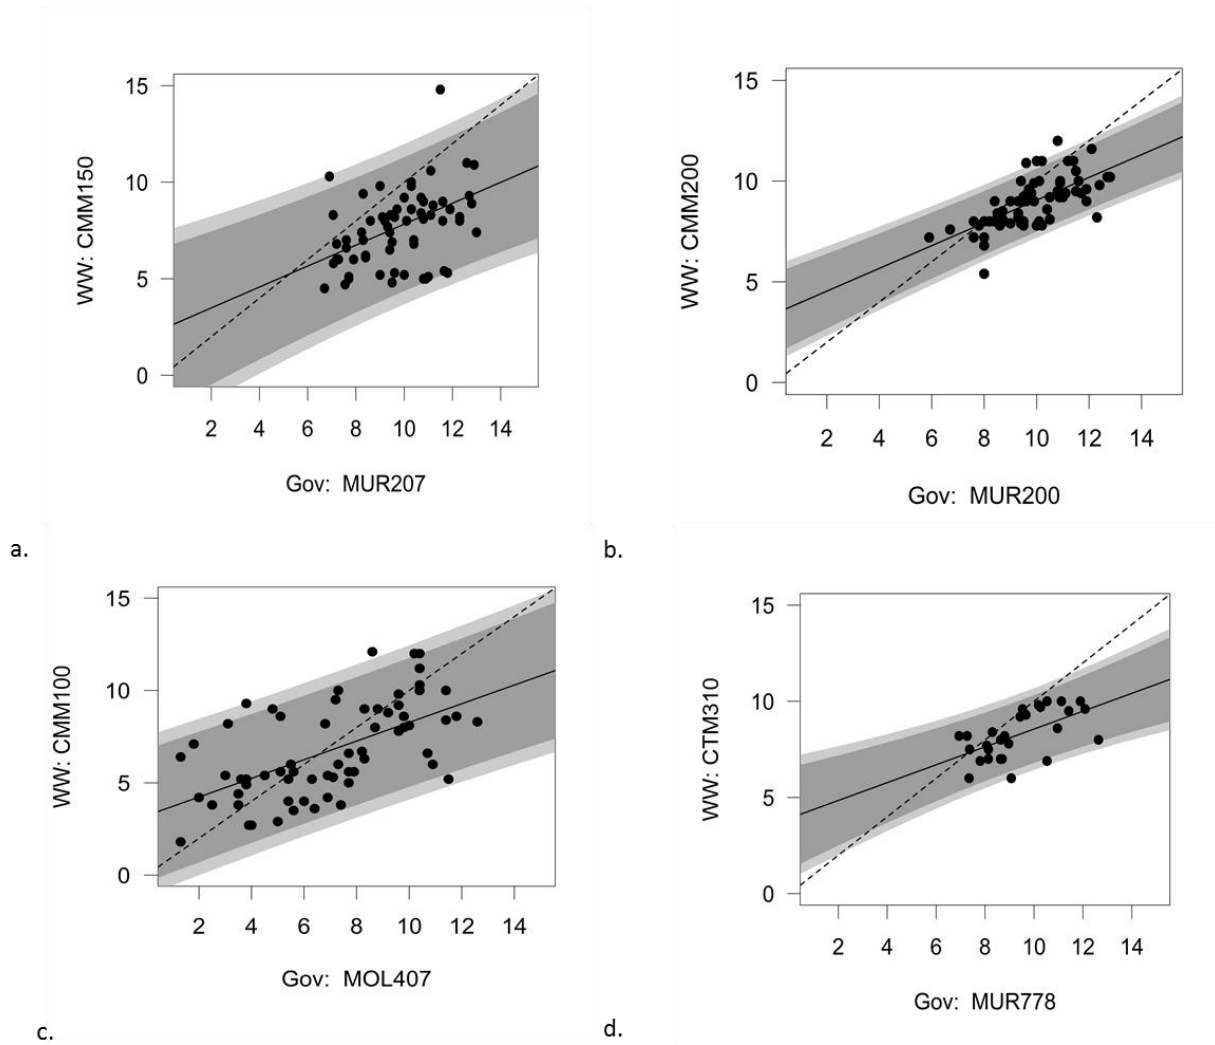 15
10
5
0
WW: CMM150
2 4 6 8 10 12 14
Gov: MUR207
a.
15
10
5
0
WW: CMM200
2 4 6 8 10 12 14
Gov: MUR200
b.
15
10
5
0
WW: CMM100
2 4 6 8 10 12 14
Gov: MOL407
c.
15
10
5
0
WW: CTM310
2 4 6 8 10 12 14
Gov: MUR778
d.